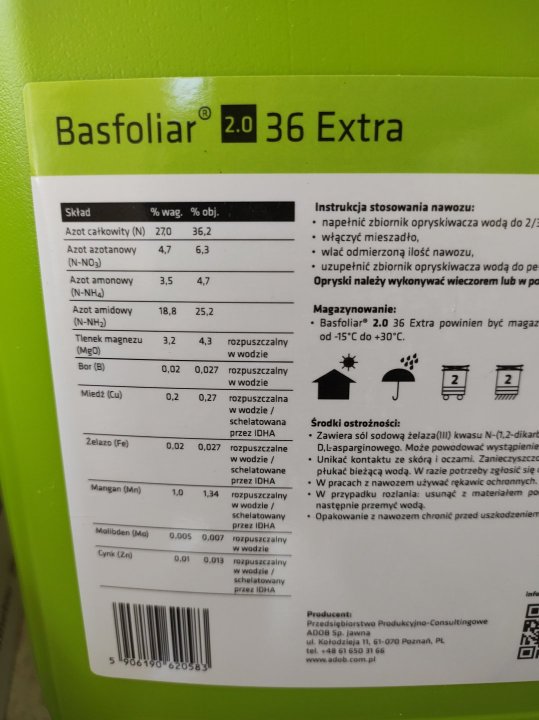 Basfoliar® 2.0 36 Extra
Skład % wag. % obj.
Azot całkowity (N) 27,0 36,2
Azot azotanowy 4,7 6,3
(N-NO3)
Azot amonowy 3,5 4,7
(N-NH4)
Azot amidowy 18,8 25,2
(N-NH2)
Tlenek magnezu 3,2 4,3 rozpuszczalny
(MgO) w wodzie
Bor (B) 0,02 0,027 rozpuszczalny
w wodzie
Miedź (Cu) 0,2 0,27 rozpuszczalna
w wodzie /
schelatowana
przez IDHA
Żelazo (Fe) 0,02 0,027 rozpuszczalne
w wodzie /
schelatowane
przez IDHA
Mangan (Mn) 1,0 1,34 rozpuszczalny
w wodzie /
schelatowany
przez IDHA
Molibden (Mo) 0,005 0,007 rozpuszczalny
w wodzie
Cynk (Zn) 0,01 0,013 rozpuszczalny
w wodzie /
schelatowany
przez IDHA
5 906190 620583
Instrukcja stosowania nawozu:
• napełnić zbiornik opryskiwacza wodą do 2/3
• włączyć mieszadło,
• wlać odmierzoną ilość nawozu,
• uzupełnić zbiornik opryskiwacza wodą do peł
Opryski należy wykonywać wieczorem lub w po
Magazynowanie:
• Basfoliar® 2.0 36 Extra powinien być magaz
od -15°C do +30°C.
2 2
Środki ostrożności:
• Zawiera sól sodową żelaza(III) kwasu N-(1,2-dikarb
D,L-asparginowego. Może powodować wystąpienie
• Unikać kontaktu ze skórą i oczami. Zanieczyszczo
płukać bieżącą wodą. W razie potrzeby zgłosić się
• W pracach z nawozem używać rękawic ochronnych.
• W przypadku rozlania: usunąć z materiałem po
następnie przemyć wodą.
• Opakowanie z nawozem chronić przed uszkodzeniem
Producent:
Przedsiębiorstwo Produkcyjno-Consultingowe
ADOB Sp. jawna
ul. Kołodzieja 11, 61-070 Poznań, PL
tel. +48 61 650 31 66
www.adob.com.pl